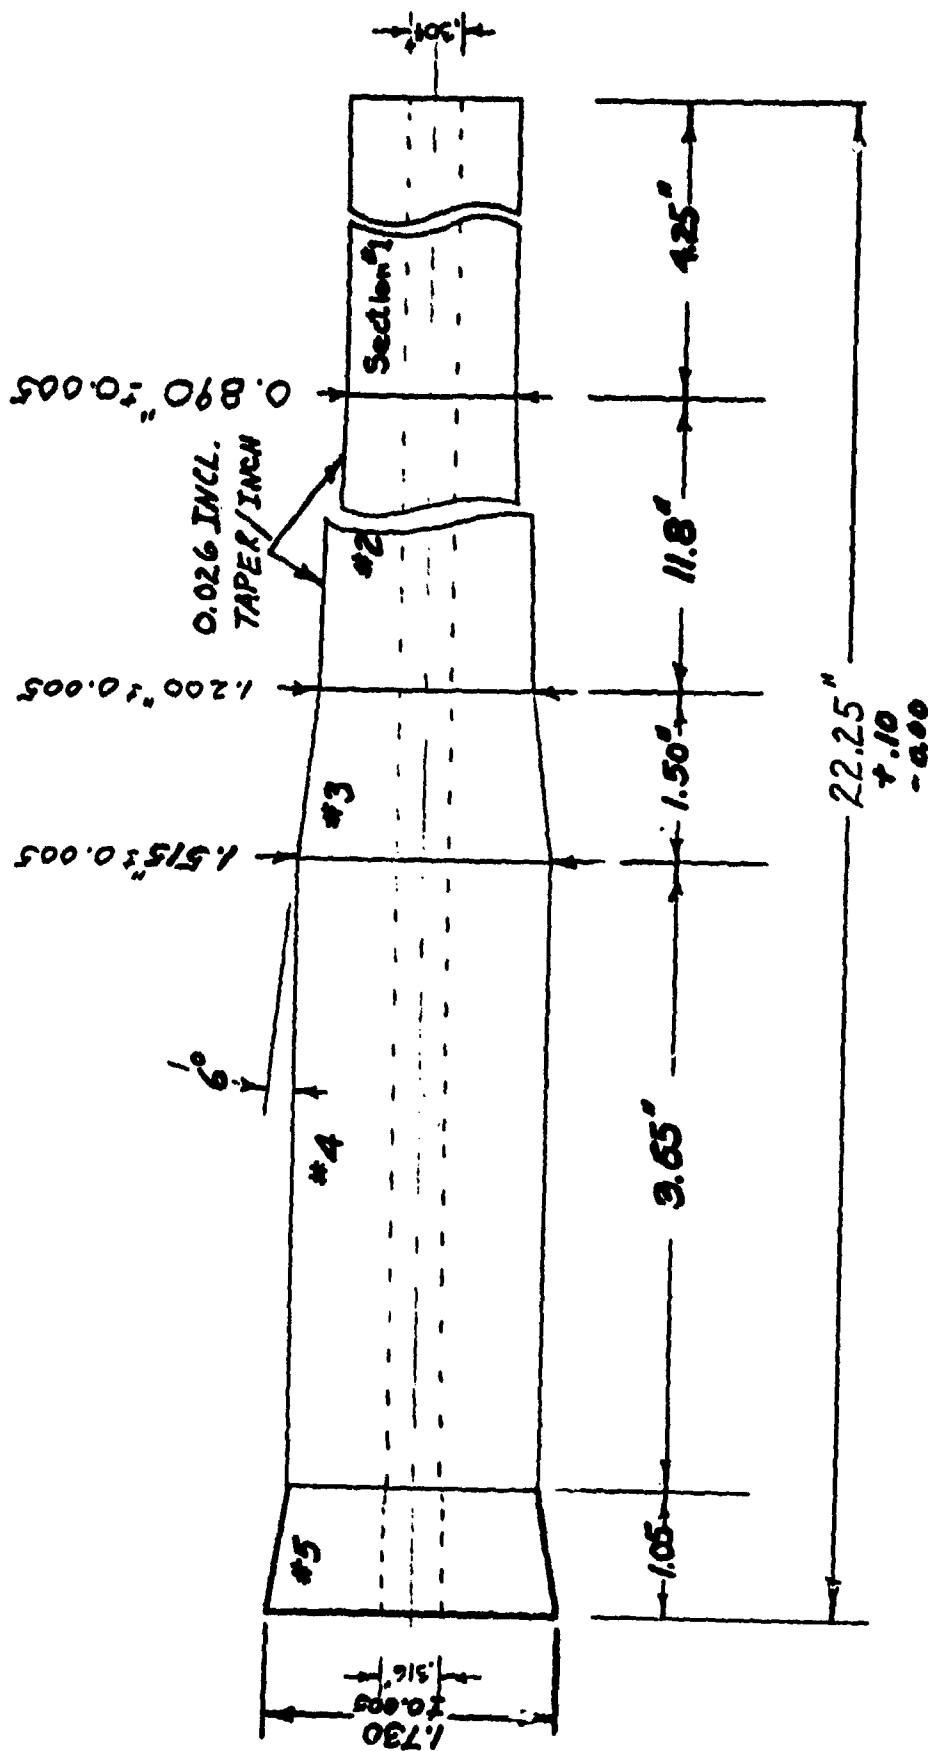 .304"
Section #1
4.25"
0.890" ± 0.005
0.026 INCL.
TAPER/INCH
#2
11.8"
1.200" ± 0.005
#3
1.50"
1.515" ± 0.005
22.25"
+.10
-0.00
#4
3.65"
#5
1.05
.316"
1.730
±0.005